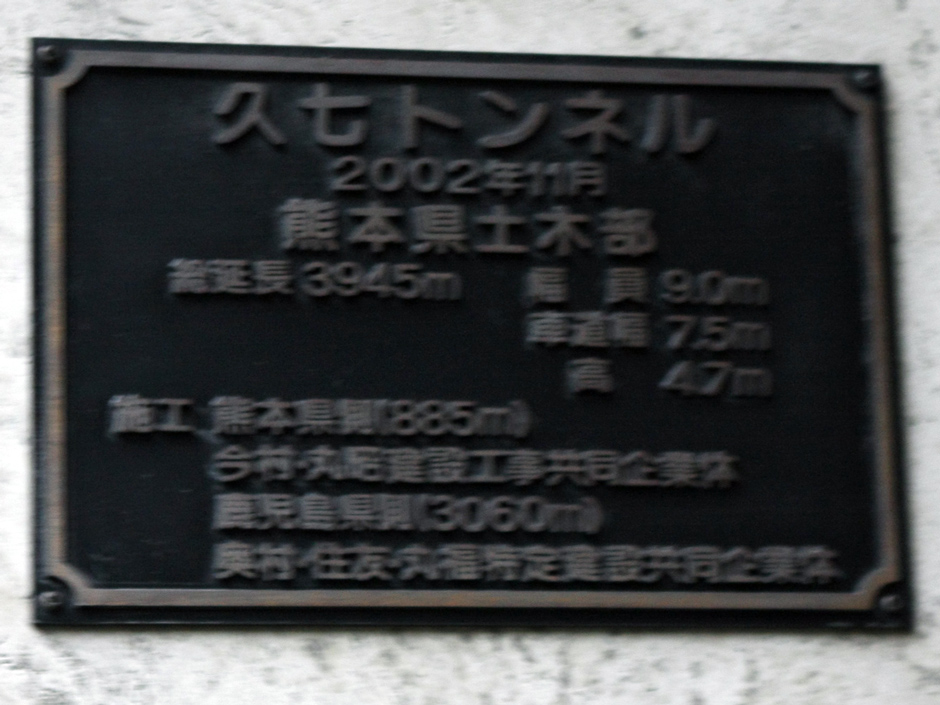 久七トンネル
2002年11月
熊本県土木部
総延長 3945m 幅員 9.0m
車道幅 7.5m
高 4.7m
施工 熊本県側(885m)
今村・丸昭建設工事共同企業体
鹿児島県側(3060m)
奥村・住友・丸福特定建設共同企業体